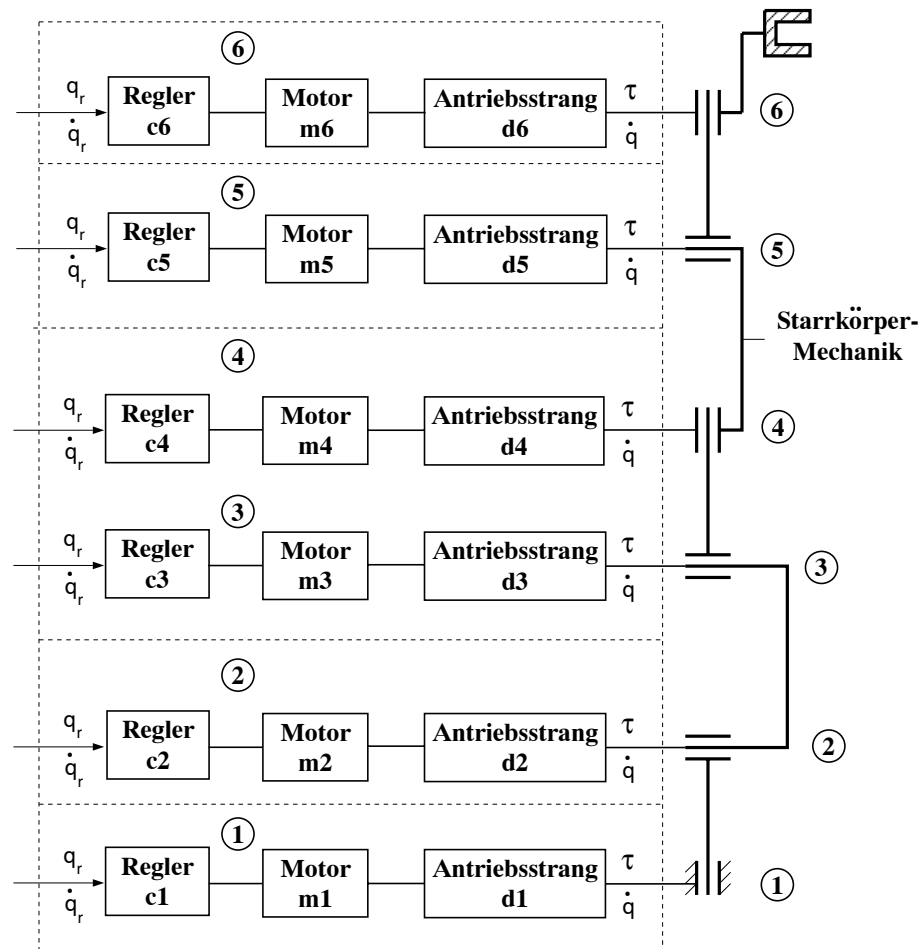 6
q_r
q̇_r
Regler
c6
Motor
m6
Antriebsstrang
d6
τ
q̇
6
5
q_r
q̇_r
Regler
c5
Motor
m5
Antriebsstrang
d5
τ
q̇
5
Starrkörper-
Mechanik
4
q_r
q̇_r
Regler
c4
Motor
m4
Antriebsstrang
d4
τ
q̇
4
3
q_r
q̇_r
Regler
c3
Motor
m3
Antriebsstrang
d3
τ
q̇
3
2
q_r
q̇_r
Regler
c2
Motor
m2
Antriebsstrang
d2
τ
q̇
2
1
q_r
q̇_r
Regler
c1
Motor
m1
Antriebsstrang
d1
τ
q̇
1